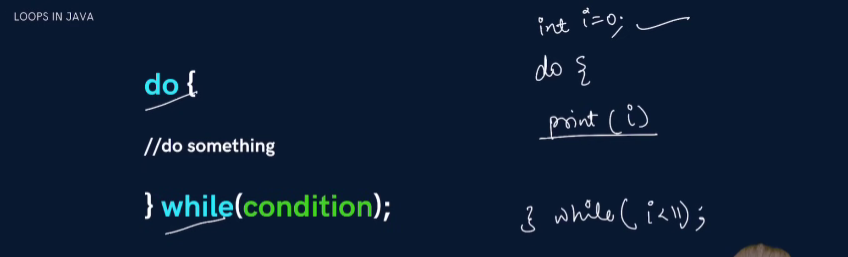 LOOPS IN JAVA
do {
//do something
} while(condition);
int i=0;
do {
print (i)
} while( i<11);